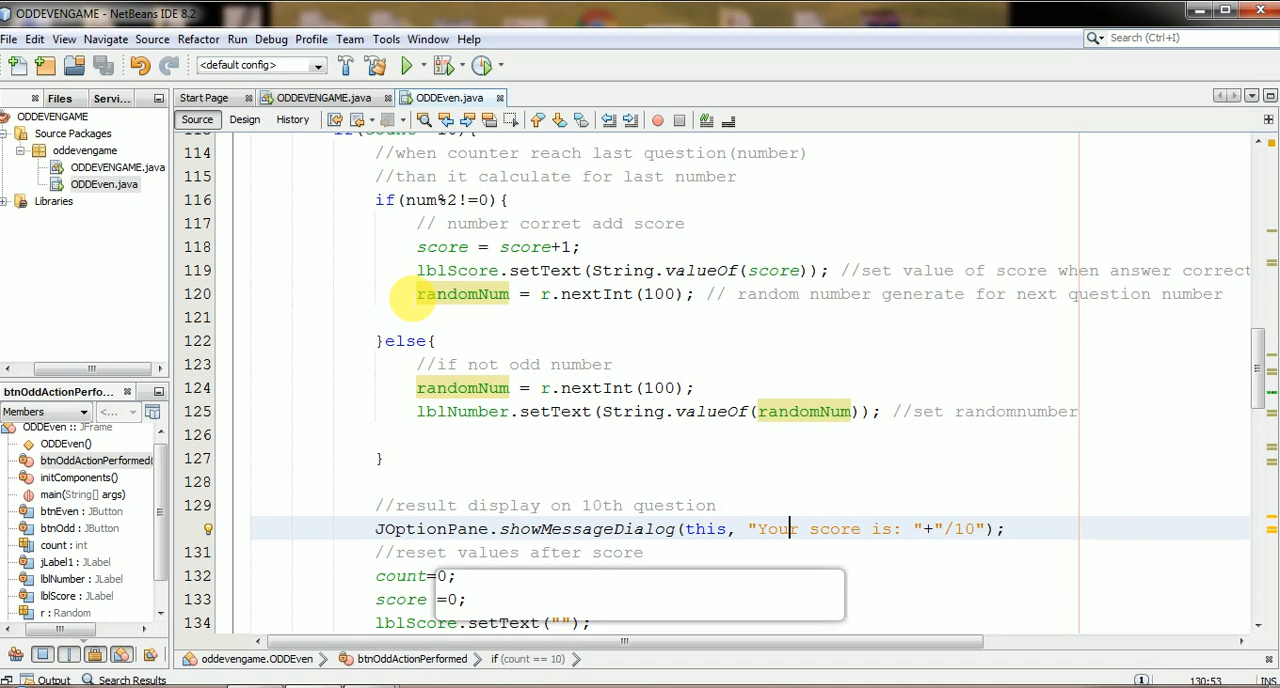 ODDEVENGAME - NetBeans IDE 8.2
File Edit View Navigate Source Refactor Run Debug Profile Team Tools Window Help
Search (Ctrl+I)
<default config>
Files Servi...
Start Page ODDEVENGAME.java ODDEven.java
ODDEVENGAME
Source Packages
oddevengame
ODDEVENGAME.java
ODDEven.java
Libraries
Source Design History
114 //when counter reach last question(number)
115 //than it calculate for last number
116 if(num%2!=0){
117 // number corret add score
118 score = score+1;
119 lblScore.setText(String.valueOf(score)); //set value of score when answer correct
120 randomNum = r.nextInt(100); // random number generate for next question number
121
122 }else{
123 //if not odd number
124 randomNum = r.nextInt(100);
125 lblNumber.setText(String.valueOf(randomNum)); //set randomnumber
126
127 }
128
129 //result display on 10th question
JOptionPane.showMessageDialog(this, "Your score is: "+"/10");
131 //reset values after score
132 count=0;
133 score =0;
134 lblScore.setText("");
btnOddActionPerfo...
Members <...
ODDEven :: JFrame
ODDEven()
btnOddActionPerformed(
initComponents()
main(String[] args)
btnEven : JButton
btnOdd : JButton
count : int
jLabel1 : JLabel
lblNumber : JLabel
lblScore : JLabel
r : Random
oddevengame.ODDEven btnOddActionPerformed if (count == 10)
Output Search Results
1 130:53 INS